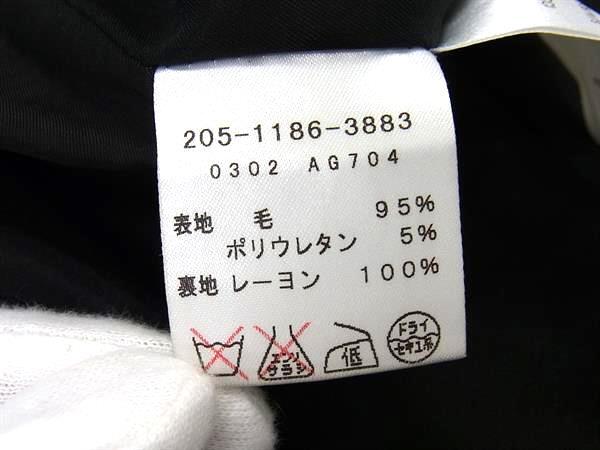 205-1186-3883
0302 AG704
表地 毛 95%
ポリウレタン 5%
裏地 レーヨン 100%
エンソサラシ
低
ドライ
セキユ系